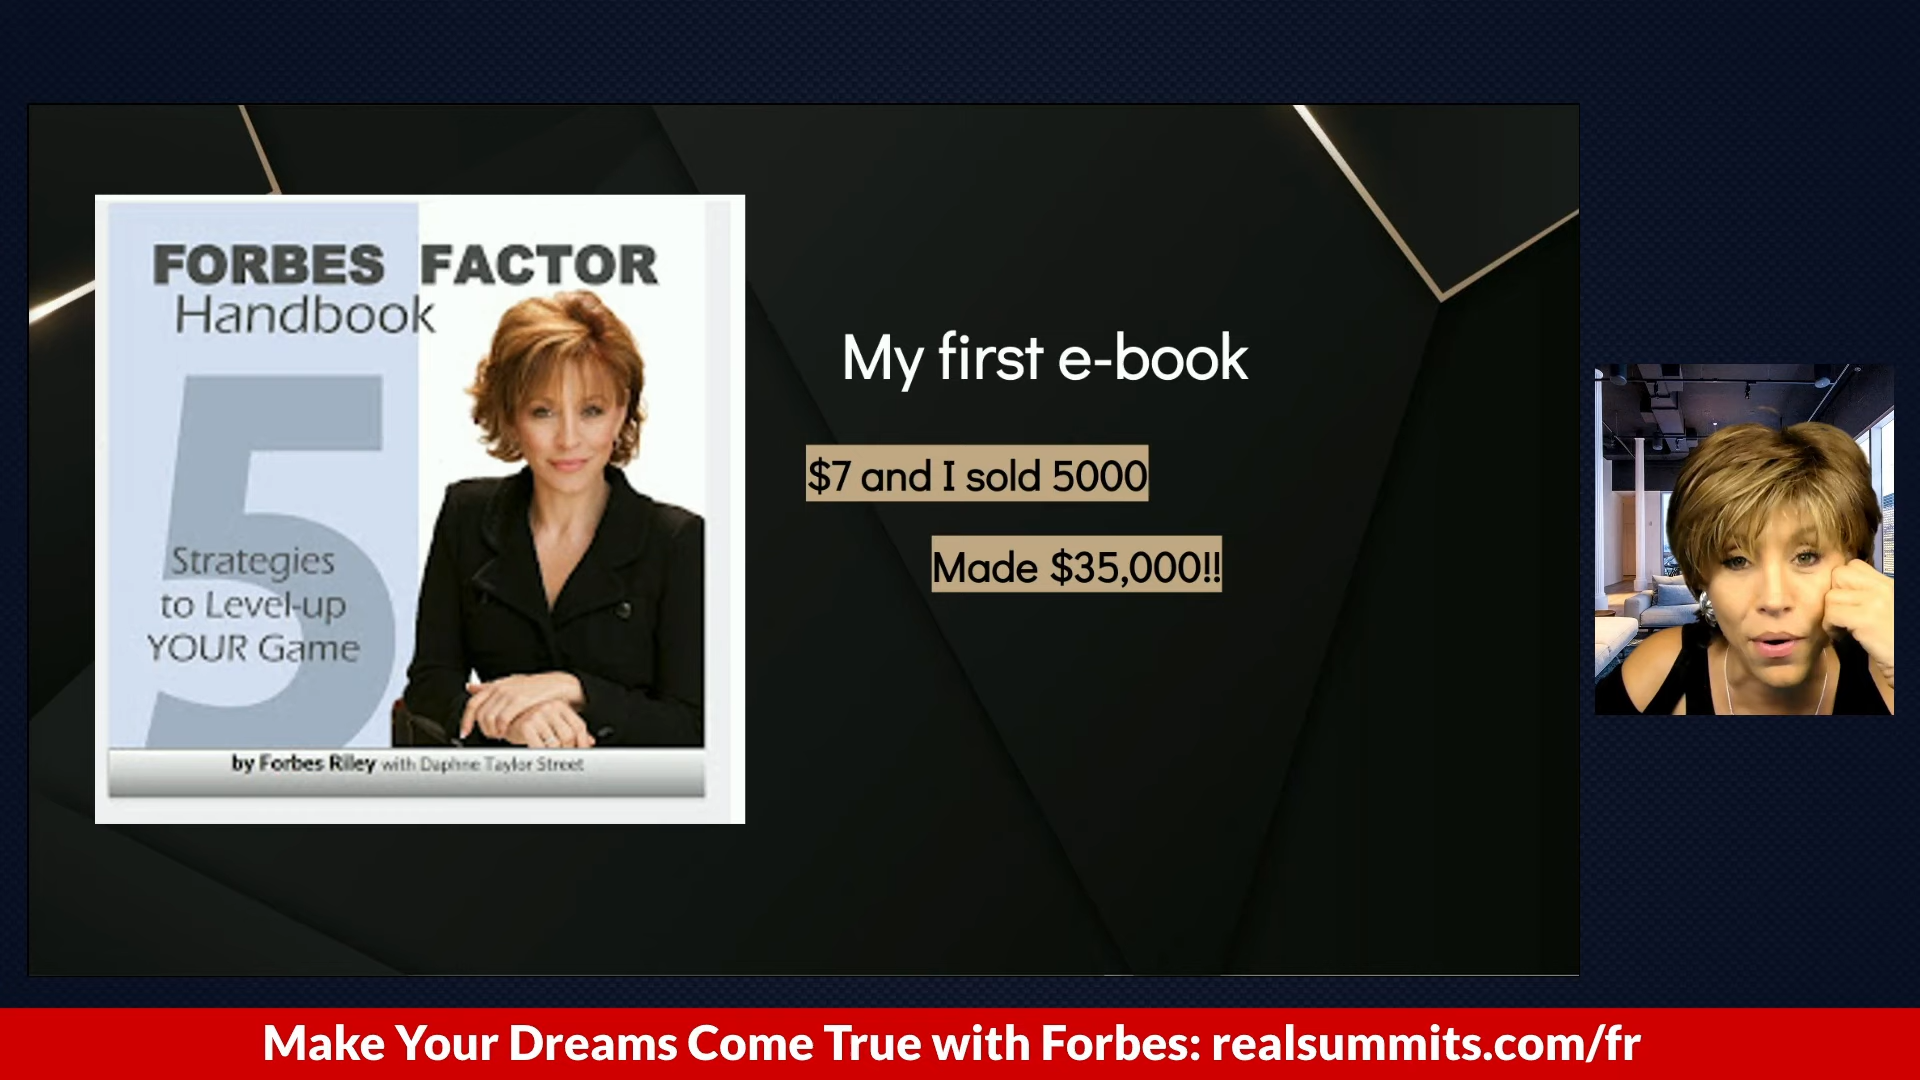 FORBES FACTOR
Handbook
5
Strategies
to Level-up
YOUR Game
by Forbes Riley with Daphne Taylor Street
My first e-book
$7 and I sold 5000
Made $35,000!!
Make Your Dreams Come True with Forbes: realsummits.com/fr